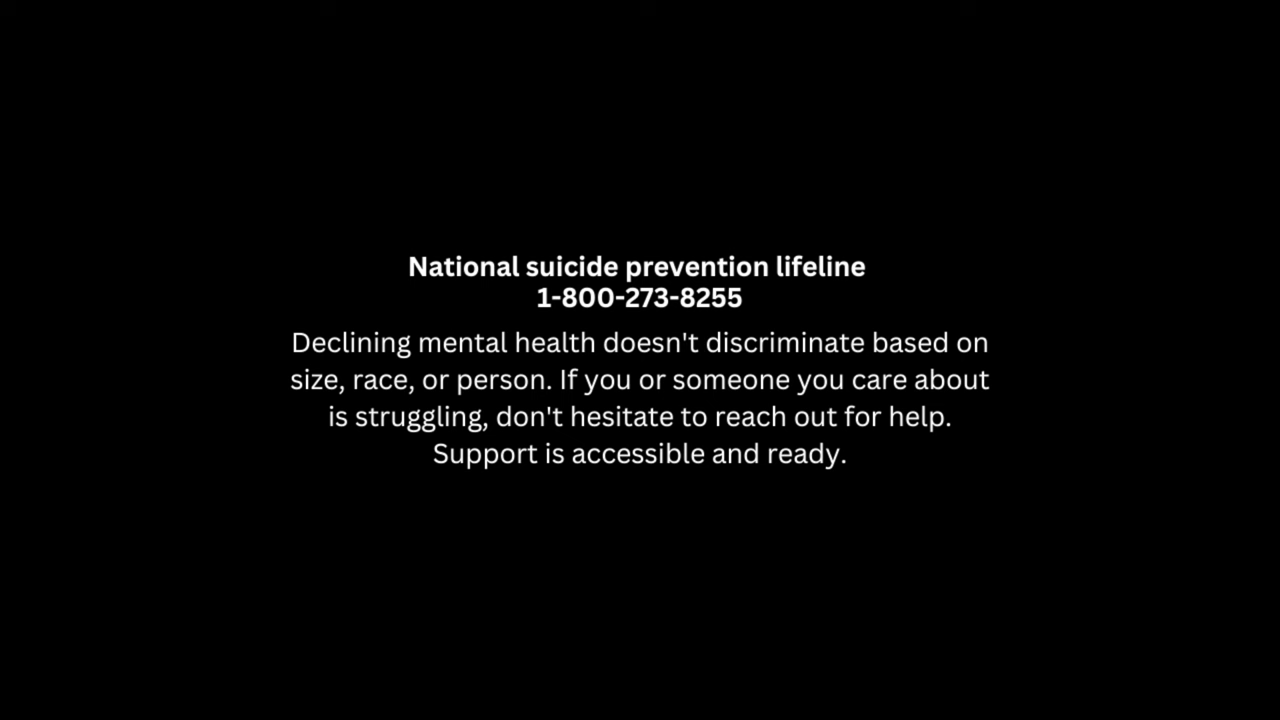 National suicide prevention lifeline
1-800-273-8255
Declining mental health doesn't discriminate based on
size, race, or person. If you or someone you care about
is struggling, don't hesitate to reach out for help.
Support is accessible and ready.